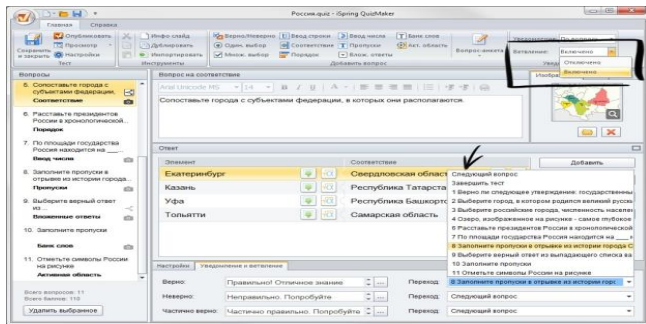 Россия.quiz - iSpring QuizMaker
Главная
Справка
Сохранить и закрыть
Опубликовать
Просмотр
Настройки
Тест
Инфо-слайд
Дублировать
Импортировать
Инструменты
Верно/Неверно
Один. выбор
Множ. выбор
Ввод строки
Соответствие
Порядок
Ввод числа
Пропуски
Влож. ответы
Банк слов
Акт. область
Добавить вопрос
Вопрос-анкета
Ветвление:
Включено
Отключено
Включено
Вопросы
5. Сопоставьте города с субъектами федерации,
Соответствие
6. Расставьте президентов России в хронологической...
Порядок
7. По площади государства Россия находится на ___
Ввод числа
8. Заполните пропуски в отрывке из истории города...
Пропуски
9. Выберите верный ответ из ...
Вложенные ответы
10. Заполните пропуски
Банк слов
11. Отметьте символы России на рисунке
Активная область
Всего вопросов: 11
Всего баллов: 110
Удалить выбранное
Вопрос на соответствие
Arial Unicode MS
14
Сопоставьте города с субъектами федерации, в которых они располагаются.
Ответ
Элемент
Соответствие
Добавить
Екатеринбург
Свердловская област
Казань
Республика Татарста
Уфа
Республика Башкорто
Тольятти
Самарская область
Следующий вопрос
Завершить тест
1 Верно ли следующее утверждение: государственны
2 Выберите город, в котором родился великий русски
3 Выберите российские города, численность населен
4 Озеро, изображенное на рисунке - самое глубокое
6 Расставьте президентов России в хронологической
7 По площади государства Россия находится на ___
8 Заполните пропуски в отрывке из истории города С
9 Выберите верный ответ из выпадающего списка ва
10 Заполните пропуски
11 Отметьте символы России на рисунке
Настройки
Уведомление и ветвление
Верно:
Правильно! Отличное знание
Переход:
8 Заполните пропуски в отрывке из истории горо
Неверно:
Неправильно. Попробуйте
Переход:
Следующий вопрос
Частично верно:
Частично правильно. Попробуйте
Переход:
Следующий вопрос